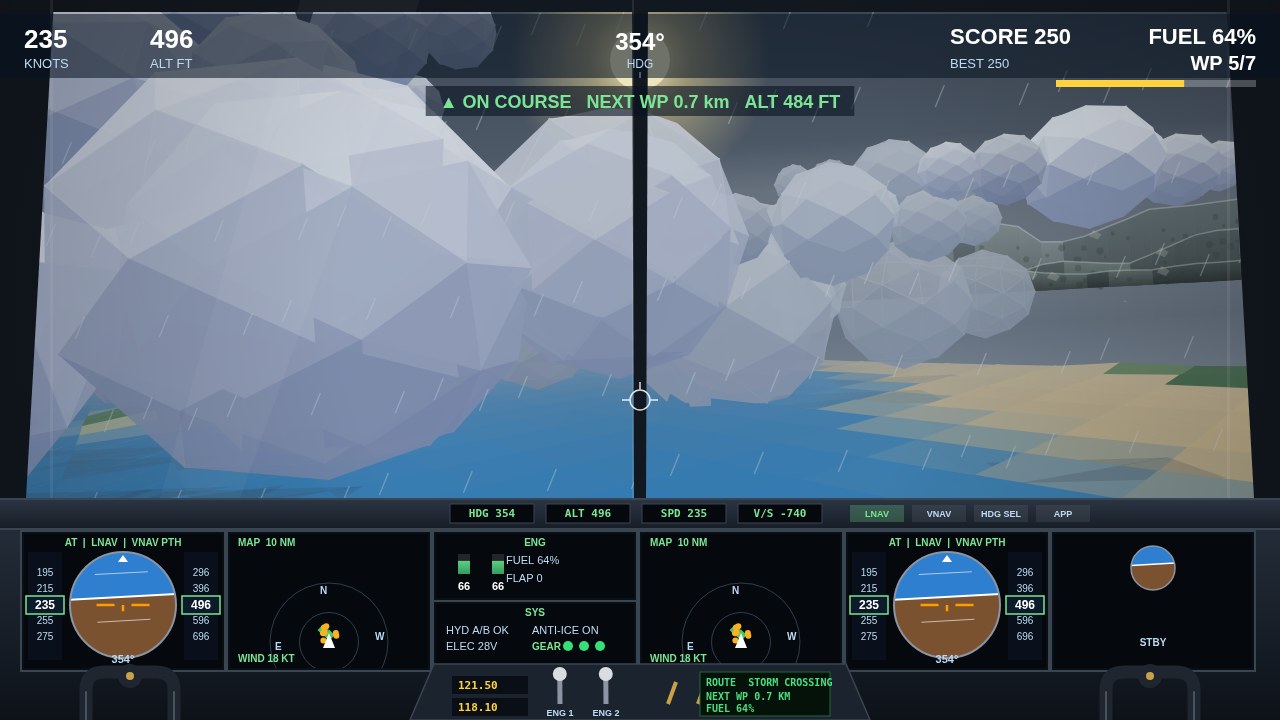 235
KNOTS
496
ALT FT
354°
HDG
SCORE 250
BEST 250
FUEL 64%
WP 5/7
▲ ON COURSE NEXT WP 0.7 km ALT 484 FT
HDG 354
ALT 496
SPD 235
V/S -740
LNAV
VNAV
HDG SEL
APP
AT | LNAV | VNAV PTH
195
215
235
255
275
296
396
496
596
696
354°
MAP 10 NM
N
E
W
WIND 18 KT
ENG
66
66
FUEL 64%
FLAP 0
SYS
HYD A/B OK
ANTI-ICE ON
ELEC 28V
GEAR
MAP 10 NM
N
E
W
WIND 18 KT
AT | LNAV | VNAV PTH
195
215
235
255
275
296
396
496
596
696
354°
STBY
121.50
118.10
ENG 1
ENG 2
ROUTE STORM CROSSING
NEXT WP 0.7 KM
FUEL 64%